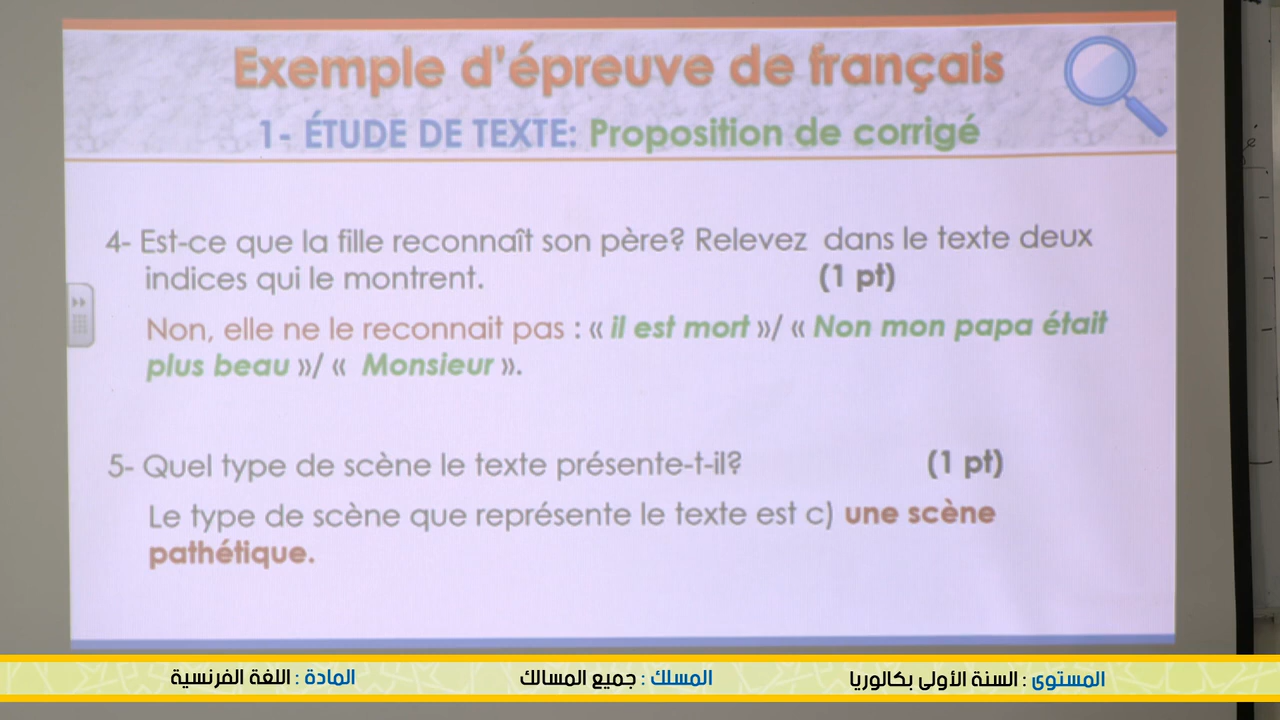 Exemple d'épreuve de français
1- ÉTUDE DE TEXTE: Proposition de corrigé
4- Est-ce que la fille reconnaît son père? Relevez dans le texte deux
indices qui le montrent. (1 pt)
Non, elle ne le reconnait pas : « il est mort »/ « Non mon papa était
plus beau »/ « Monsieur ».
5- Quel type de scène le texte présente-t-il? (1 pt)
Le type de scène que représente le texte est c) une scène
pathétique.
المستوى : السنة الأولى بكالوريا المسلك : جميع المسالك المادة : اللغة الفرنسية